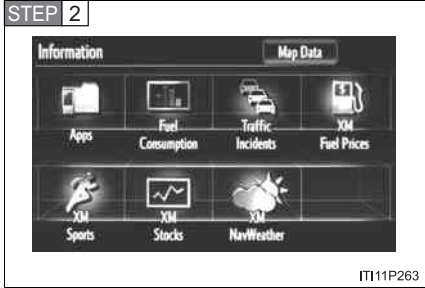 STEP 2
Information
Map Data
Apps
Fuel
Consumption
Traffic
Incidents
XM
Fuel Prices
XM
Sports
XM
Stocks
XM
NavWeather
ITI11P263